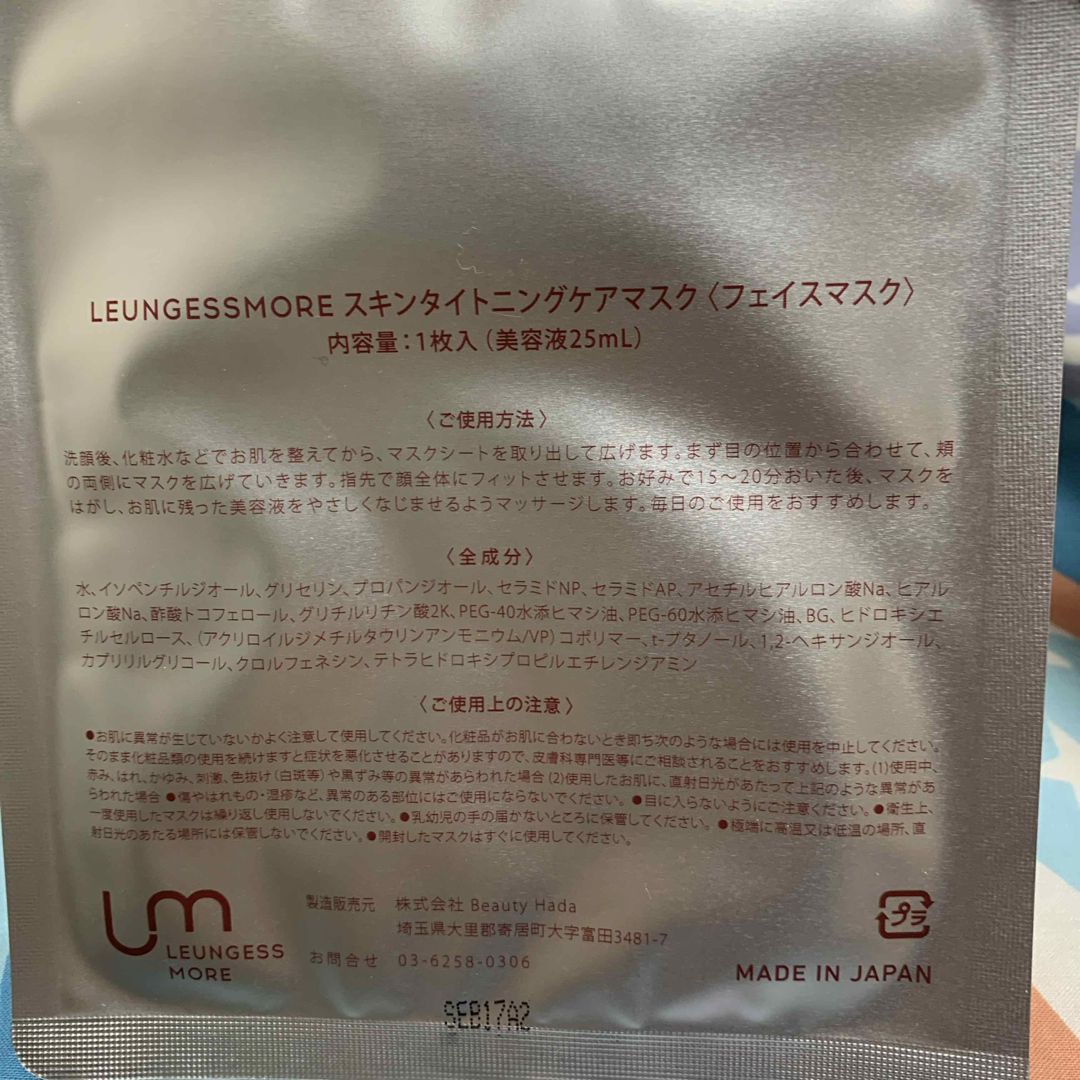 LEUNGESSMORE スキンタイトニングケアマスク〈フェイスマスク〉
内容量：1枚入（美容液25mL）
〈ご使用方法〉
洗顔後、化粧水などでお肌を整えてから、マスクシートを取り出して広げます。まず目の位置から合わせて、頬
の両側にマスクを広げていきます。指先で顔全体にフィットさせます。お好みで15～20分おいた後、マスクを
はがし、お肌に残った美容液をやさしくなじませるようマッサージします。毎日のご使用をおすすめします。
〈全成分〉
水、イソペンチルジオール、グリセリン、プロパンジオール、セラミドNP、セラミドAP、アセチルヒアルロン酸Na、ヒアル
ロン酸Na、酢酸トコフェロール、グリチルリチン酸2K、PEG-40水添ヒマシ油、PEG-60水添ヒマシ油、BG、ヒドロキシエ
チルセルロース、（アクリロイルジメチルタウリンアンモニウム/VP）コポリマー、t-ブタノール、1,2-ヘキサンジオール、
カプリリルグリコール、クロルフェネシン、テトラヒドロキシプロピルエチレンジアミン
〈ご使用上の注意〉
●お肌に異常が生じていないかよく注意して使用してください。化粧品がお肌に合わないとき即ち次のような場合には使用を中止してください。
そのまま化粧品類の使用を続けますと症状を悪化させることがありますので、皮膚科専門医等にご相談されることをおすすめします。(1)使用中、
赤み、はれ、かゆみ、刺激、色抜け（白斑等）や黒ずみ等の異常があらわれた場合 (2)使用したお肌に、直射日光があたって上記のような異常があ
らわれた場合 ●傷やはれもの・湿疹など、異常のある部位にはご使用にならないでください。 ●目に入らないようにご注意ください。 ●衛生上、
一度使用したマスクは繰り返し使用しないでください。 ●乳幼児の手の届かないところに保管してください。 ●極端に高温又は低温の場所、直
射日光のあたる場所には保管しないでください。 ●開封したマスクはすぐに使用してください。
LEUNGESS
MORE
製造販売元 株式会社 Beauty Hada
埼玉県大里郡寄居町大字富田3481-7
お問合せ 03-6258-0306
プラ
MADE IN JAPAN
SEB17A2